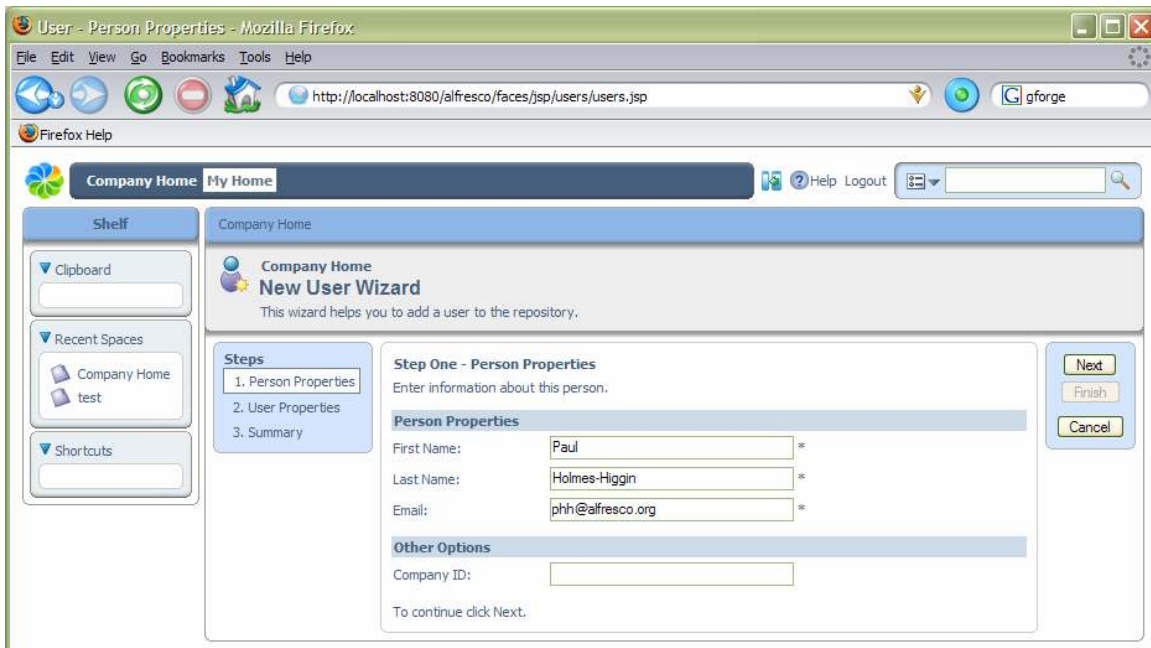 User - Person Properties - Mozilla Firefox
File Edit View Go Bookmarks Tools Help
http://localhost:8080/alfresco/faces/jsp/users/users.jsp G gforge
Firefox Help
Company Home My Home ? Help Logout
Shelf
Company Home
Clipboard
Company Home
New User Wizard
This wizard helps you to add a user to the repository.
Recent Spaces
Company Home
test
Shortcuts
Steps
1. Person Properties
2. User Properties
3. Summary
Step One - Person Properties
Enter information about this person.
Person Properties
First Name: Paul *
Last Name: Holmes-Higgin *
Email: phh@alfresco.org *
Other Options
Company ID:
To continue click Next.
Next
Finish
Cancel